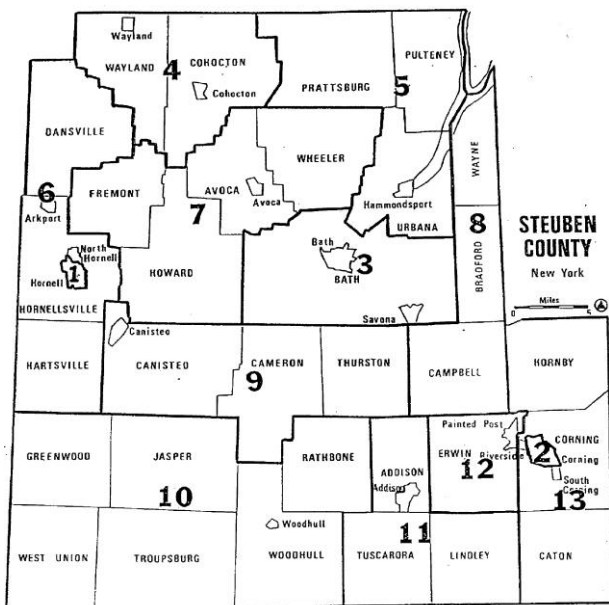 Wayland
WAYLAND
4
COHOCTON
Cohocton
PULTENEY
PRATTSBURG
5
DANSVILLE
WHEELER
WAYNE
FREMONT
AVOCA
Avoca
6
Arkport
7
Hammondsport
URBANA
8
BRADFORD
STEUBEN
COUNTY
New York
North
Hornell
1
Hornell
HORNELLSVILLE
HOWARD
Bath
3
BATH
Savona
Miles
0 5
Canisteo
HARTSVILLE
CANISTEO
CAMERON
THURSTON
CAMPBELL
HORNBY
9
Painted Post
GREENWOOD
JASPER
RATHBONE
ADDISON
Addison
ERWIN
Riverside
12
CORNING
2
Corning
South
Corning
13
10
11
Woodhull
WEST UNION
TROUPSBURG
WOODHULL
TUSCARORA
LINDLEY
CATON